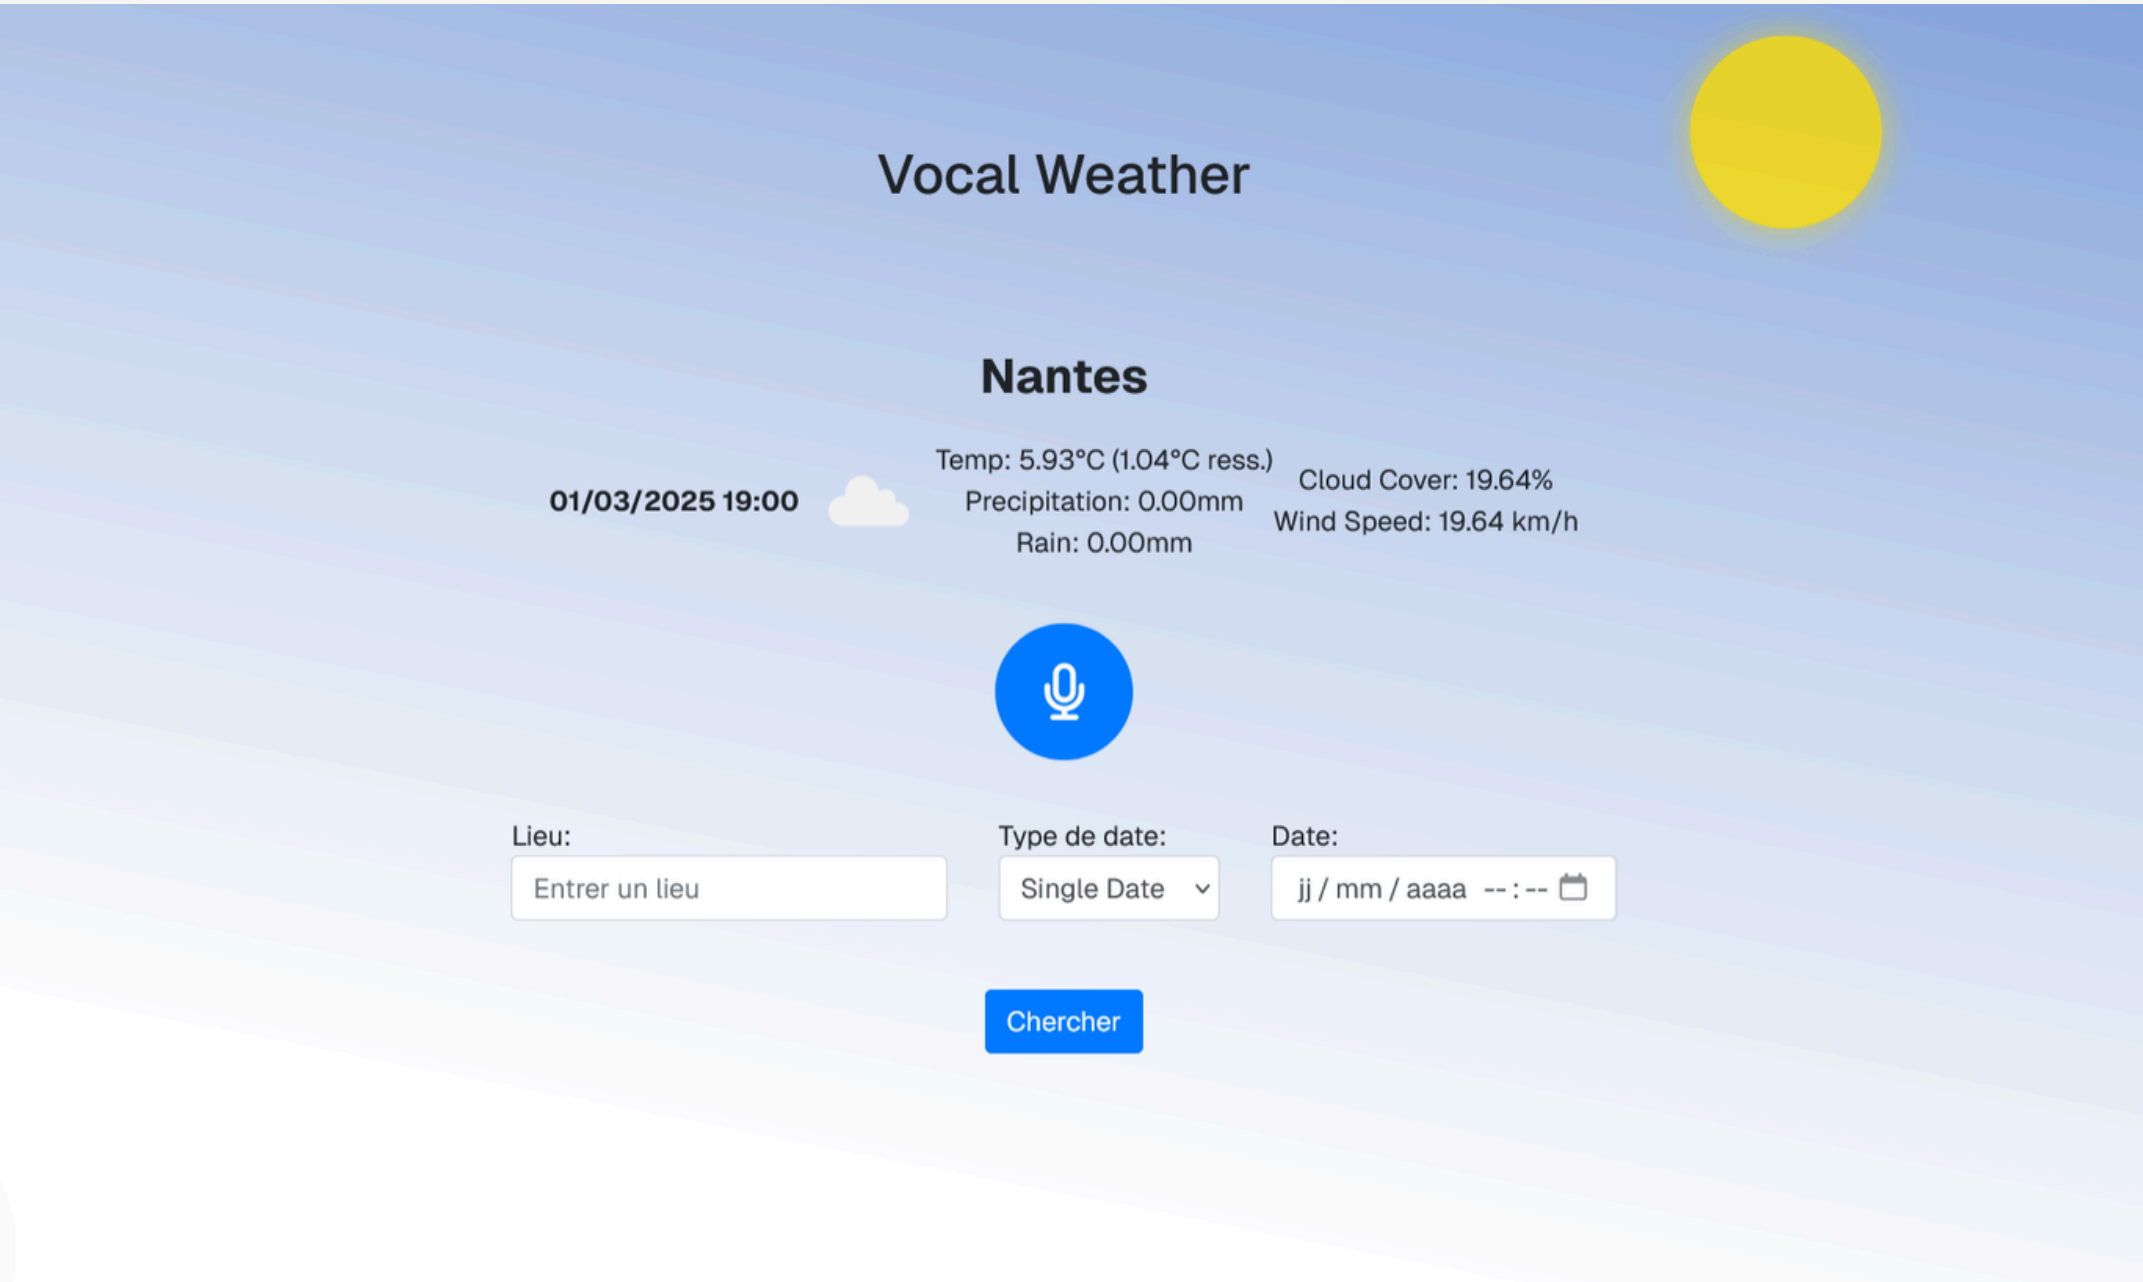 Vocal Weather
Nantes
01/03/2025 19:00
Temp: 5.93°C (1.04°C ress.)
Precipitation: 0.00mm
Rain: 0.00mm
Cloud Cover: 19.64%
Wind Speed: 19.64 km/h
Lieu:
Entrer un lieu
Type de date:
Single Date
Date:
jj / mm / aaaa --:--
Chercher